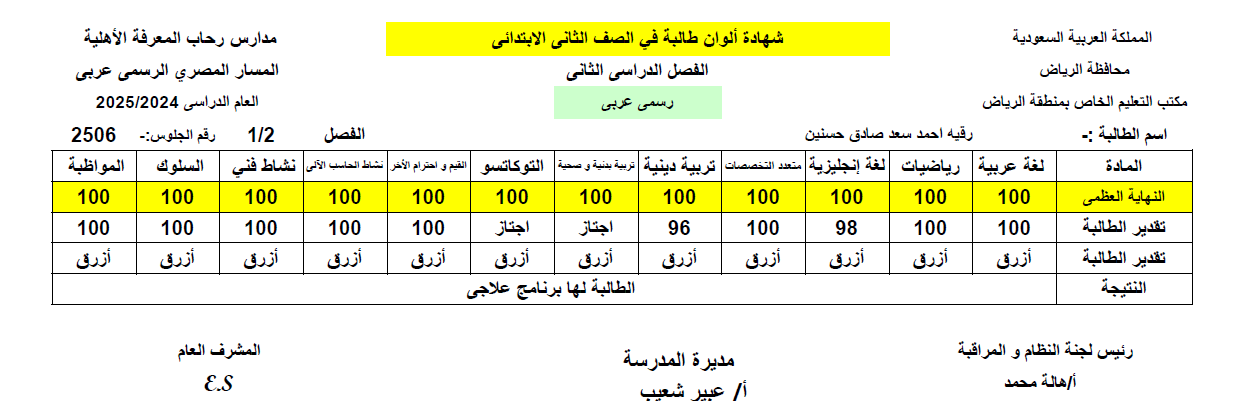 المملكة العربية السعودية شهادة ألوان طالبة في الصف الثانى الابتدائى مدارس رحاب المعرفة الأهلية
محافظة الرياض الفصل الدراسى الثانى المسار المصري الرسمى عربى
مكتب التعليم الخاص بمنطقة الرياض رسمى عربى العام الدراسى 2025/2024
اسم الطالبة :- رقيه احمد سعد صادق حسنين الفصل 1/2 رقم الجلوس:- 2506
المادة لغة عربية رياضيات لغة إنجليزية متعدد التخصصات تربية دينية تربية بدنية و صحية التوكاتسو القيم و احترام الأخر نشاط الحاسب الآلى نشاط فني السلوك المواظبة
النهاية العظمى 100 100 100 100 100 100 100 100 100 100 100 100
تقدير الطالبة 100 100 98 100 96 اجتاز اجتاز 100 100 100 100 100
تقدير الطالبة أزرق أزرق أزرق أزرق أزرق أزرق أزرق أزرق أزرق أزرق أزرق أزرق
النتيجة الطالبة لها برنامج علاجى
رئيس لجنة النظام و المراقبة مديرة المدرسة المشرف العام
أ/هالة محمد أ/ عبير شعيب E.S